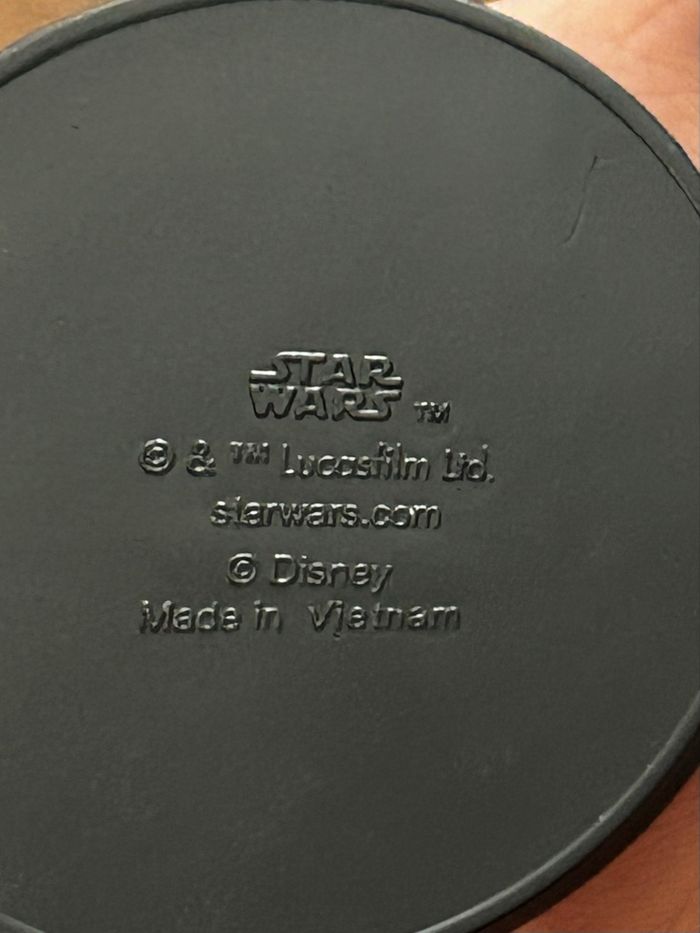 STAR
WARS ™
© & ™ Lucasfilm Ltd.
starwars.com
© Disney
Made in Vietnam